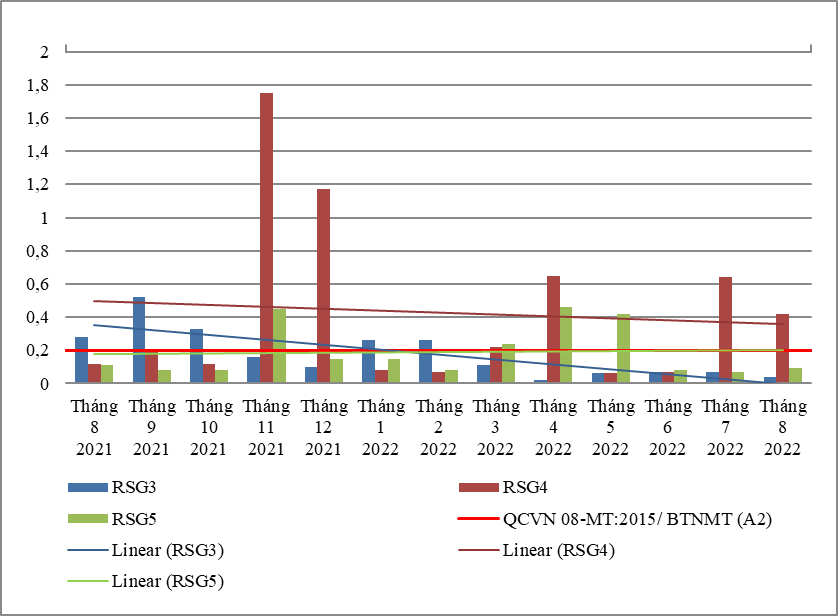 2
1,8
1,6
1,4
1,2
1
0,8
0,6
0,4
0,2
0
Tháng 8 2021
Tháng 9 2021
Tháng 10 2021
Tháng 11 2021
Tháng 12 2021
Tháng 1 2022
Tháng 2 2022
Tháng 3 2022
Tháng 4 2022
Tháng 5 2022
Tháng 6 2022
Tháng 7 2022
Tháng 8 2022
RSG3
RSG4
RSG5
QCVN 08-MT:2015/ BTNMT (A2)
Linear (RSG3)
Linear (RSG4)
Linear (RSG5)